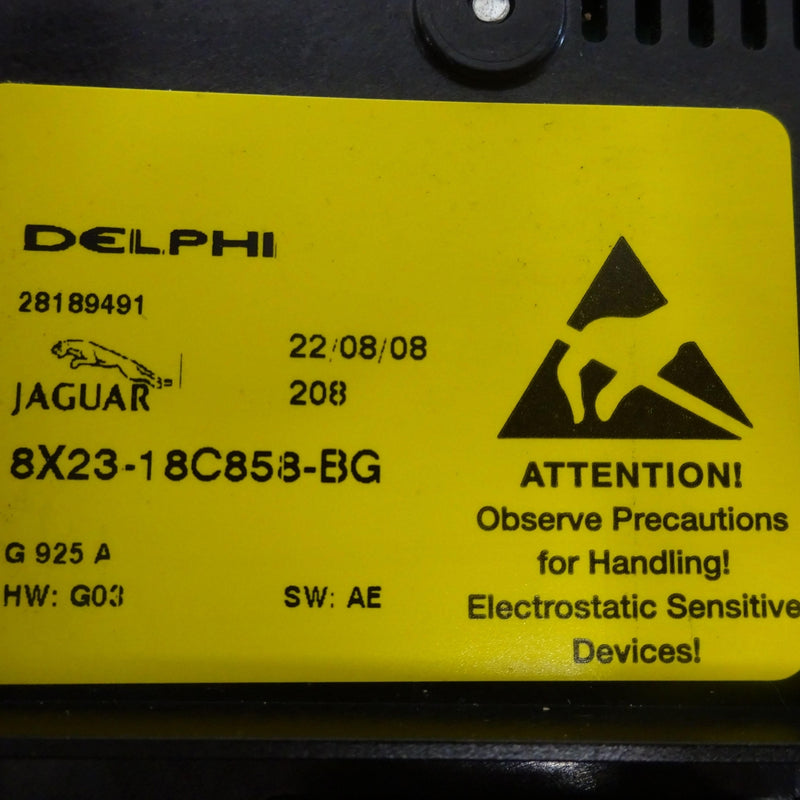 DELPHI
28189491
JAGUAR
22/08/08
208
8X23-18C858-BG
G 925 A
HW: G03
SW: AE
ATTENTION!
Observe Precautions
for Handling!
Electrostatic Sensitive
Devices!